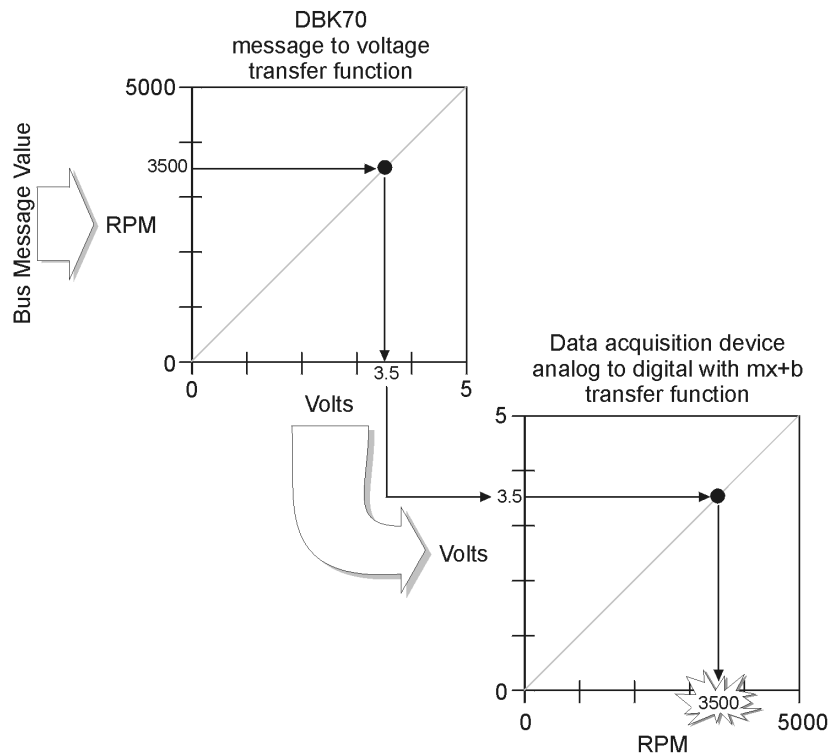 DBK70
message to voltage
transfer function
5000
3500
Bus Message Value
RPM
0
0
3.5
5
Volts
Data acquisition device
analog to digital with mx+b
transfer function
5
3.5
Volts
0
0
3500
5000
RPM